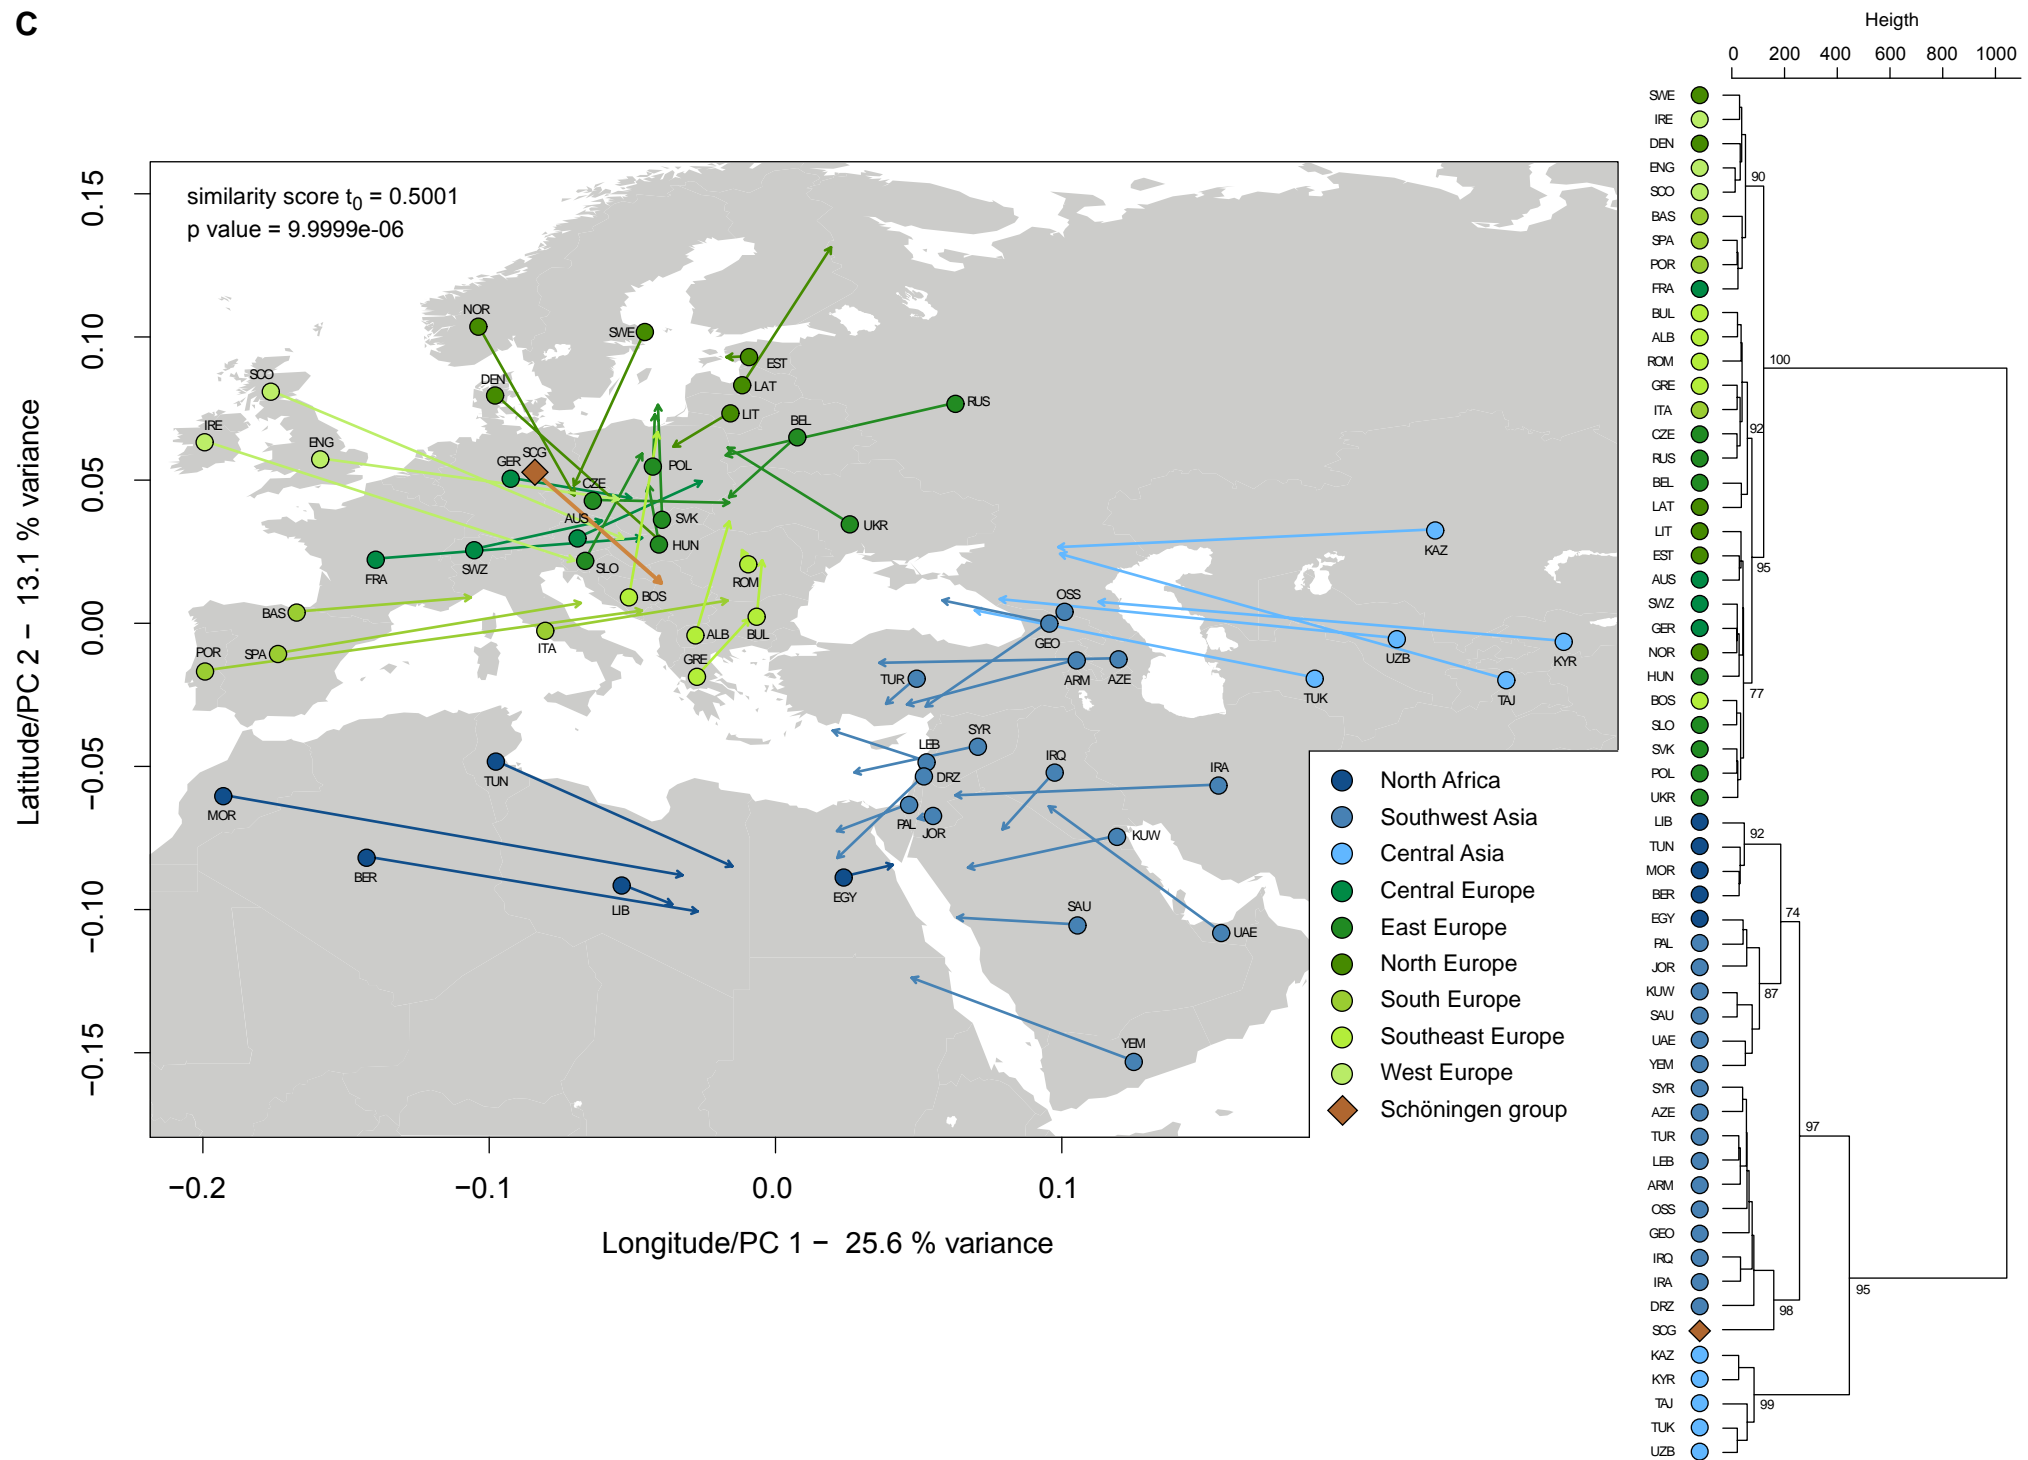 C
Heigth
0 200 400 600 800 1000
similarity score t0 = 0.5001
p value = 9.9999e-06
Latitude/PC 2 − 13.1 % variance
0.15
0.10
0.05
0.00
−0.05
−0.10
−0.15
NOR
SWE
EST
LAT
LIT
BEL
RUS
DEN
SCO
IRE
ENG
SCG
GER
CZE
POL
AUS
SVK
HUN
UKR
KAZ
FRA
SWZ
SLO
ROM
BOS
BAS
ALB
BUL
ITA
SPA
POR
GRE
OSS
GEO
TUR
ARM
AZE
UZB
KYR
TUK
TAJ
TUN
MOR
BER
LIB
EGY
LEB
SYR
DRZ
PAL
JOR
IRQ
IRA
KUW
SAU
UAE
YEM
North Africa
Southwest Asia
Central Asia
Central Europe
East Europe
North Europe
South Europe
Southeast Europe
West Europe
Schöningen group
−0.2 −0.1 0.0 0.1
Longitude/PC 1 − 25.6 % variance
SWE
IRE
DEN
ENG
SCO
BAS
SPA
POR
FRA
BUL
ALB
ROM
GRE
ITA
CZE
RUS
BEL
LAT
LIT
EST
AUS
SWZ
GER
NOR
HUN
BOS
SLO
SVK
POL
UKR
LIB
TUN
MOR
BER
EGY
PAL
JOR
KUW
SAU
UAE
YEM
SYR
AZE
TUR
LEB
ARM
OSS
GEO
IRQ
IRA
DRZ
SCG
KAZ
KYR
TAJ
TUK
UZB
90
100
92
95
77
92
74
87
97
98
95
99